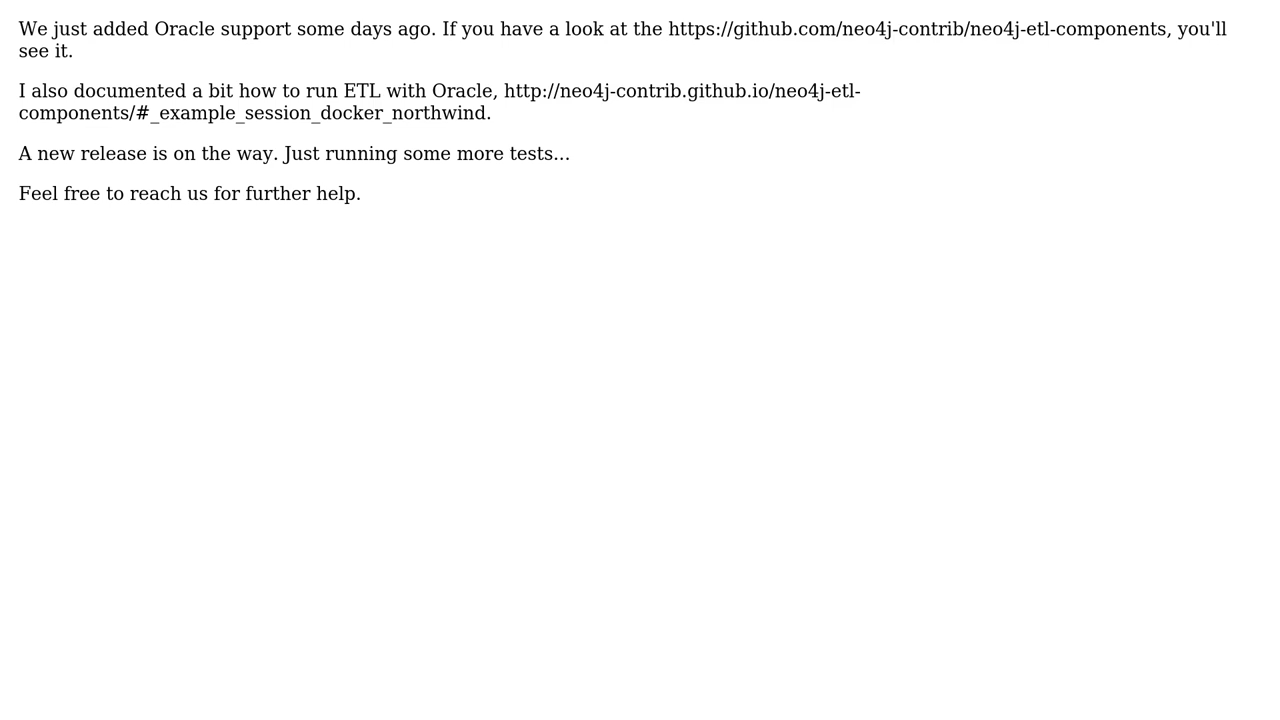 We just added Oracle support some days ago. If you have a look at the https://github.com/neo4j-contrib/neo4j-etl-components, you'll
see it.
I also documented a bit how to run ETL with Oracle, http://neo4j-contrib.github.io/neo4j-etl-
components/#_example_session_docker_northwind.
A new release is on the way. Just running some more tests...
Feel free to reach us for further help.